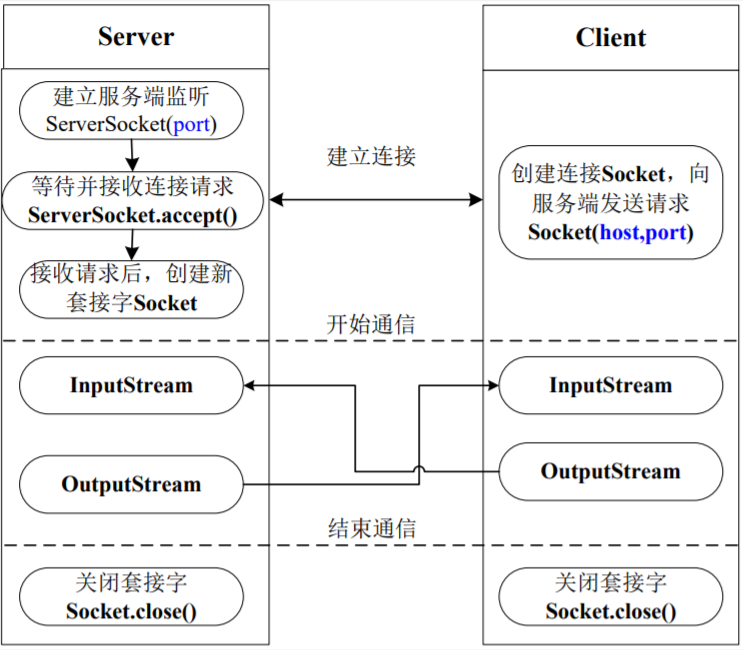 Server
Client
建立服务端监听
ServerSocket(port)
等待并接收连接请求
ServerSocket.accept()
接收请求后，创建新
套接字Socket
建立连接
创建连接Socket，向
服务端发送请求
Socket(host,port)
开始通信
InputStream
InputStream
OutputStream
OutputStream
结束通信
关闭套接字
Socket.close()
关闭套接字
Socket.close()